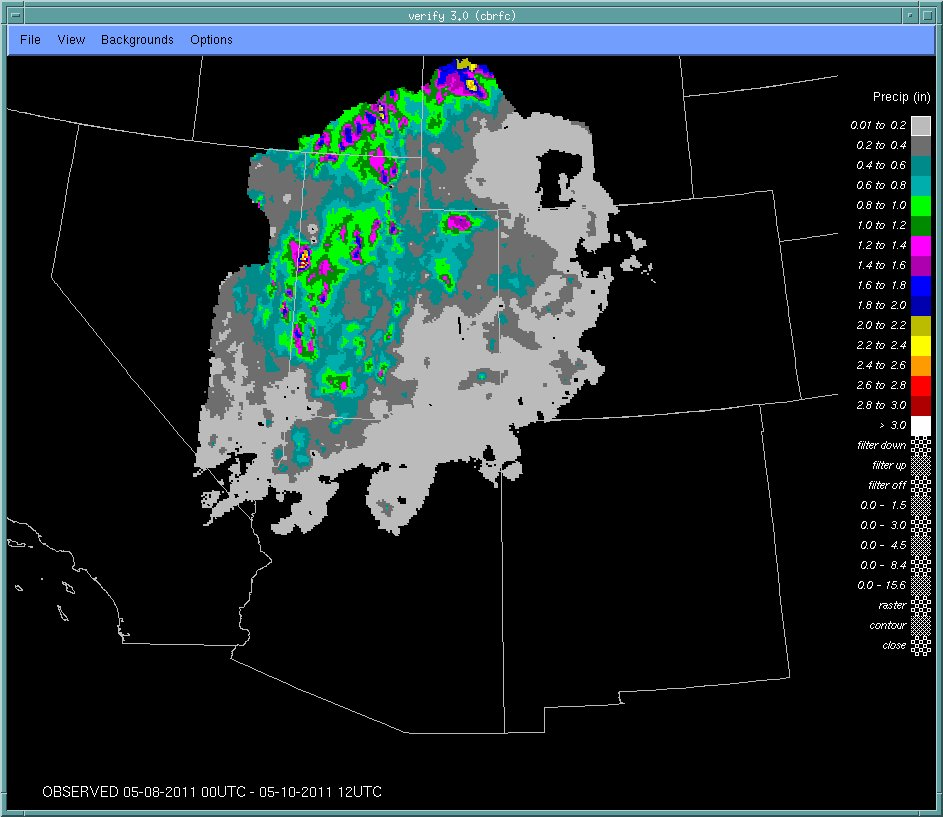 verify 3.0 (cbrfc)
File View Backgrounds Options
Precip (in)
0.01 to 0.2
0.2 to 0.4
0.4 to 0.6
0.6 to 0.8
0.8 to 1.0
1.0 to 1.2
1.2 to 1.4
1.4 to 1.6
1.6 to 1.8
1.8 to 2.0
2.0 to 2.2
2.2 to 2.4
2.4 to 2.6
2.6 to 2.8
2.8 to 3.0
> 3.0
filter down
filter up
filter off
0.0 - 1.5
0.0 - 3.0
0.0 - 4.5
0.0 - 8.4
0.0 - 15.6
raster
contour
close
OBSERVED 05-08-2011 00UTC - 05-10-2011 12UTC